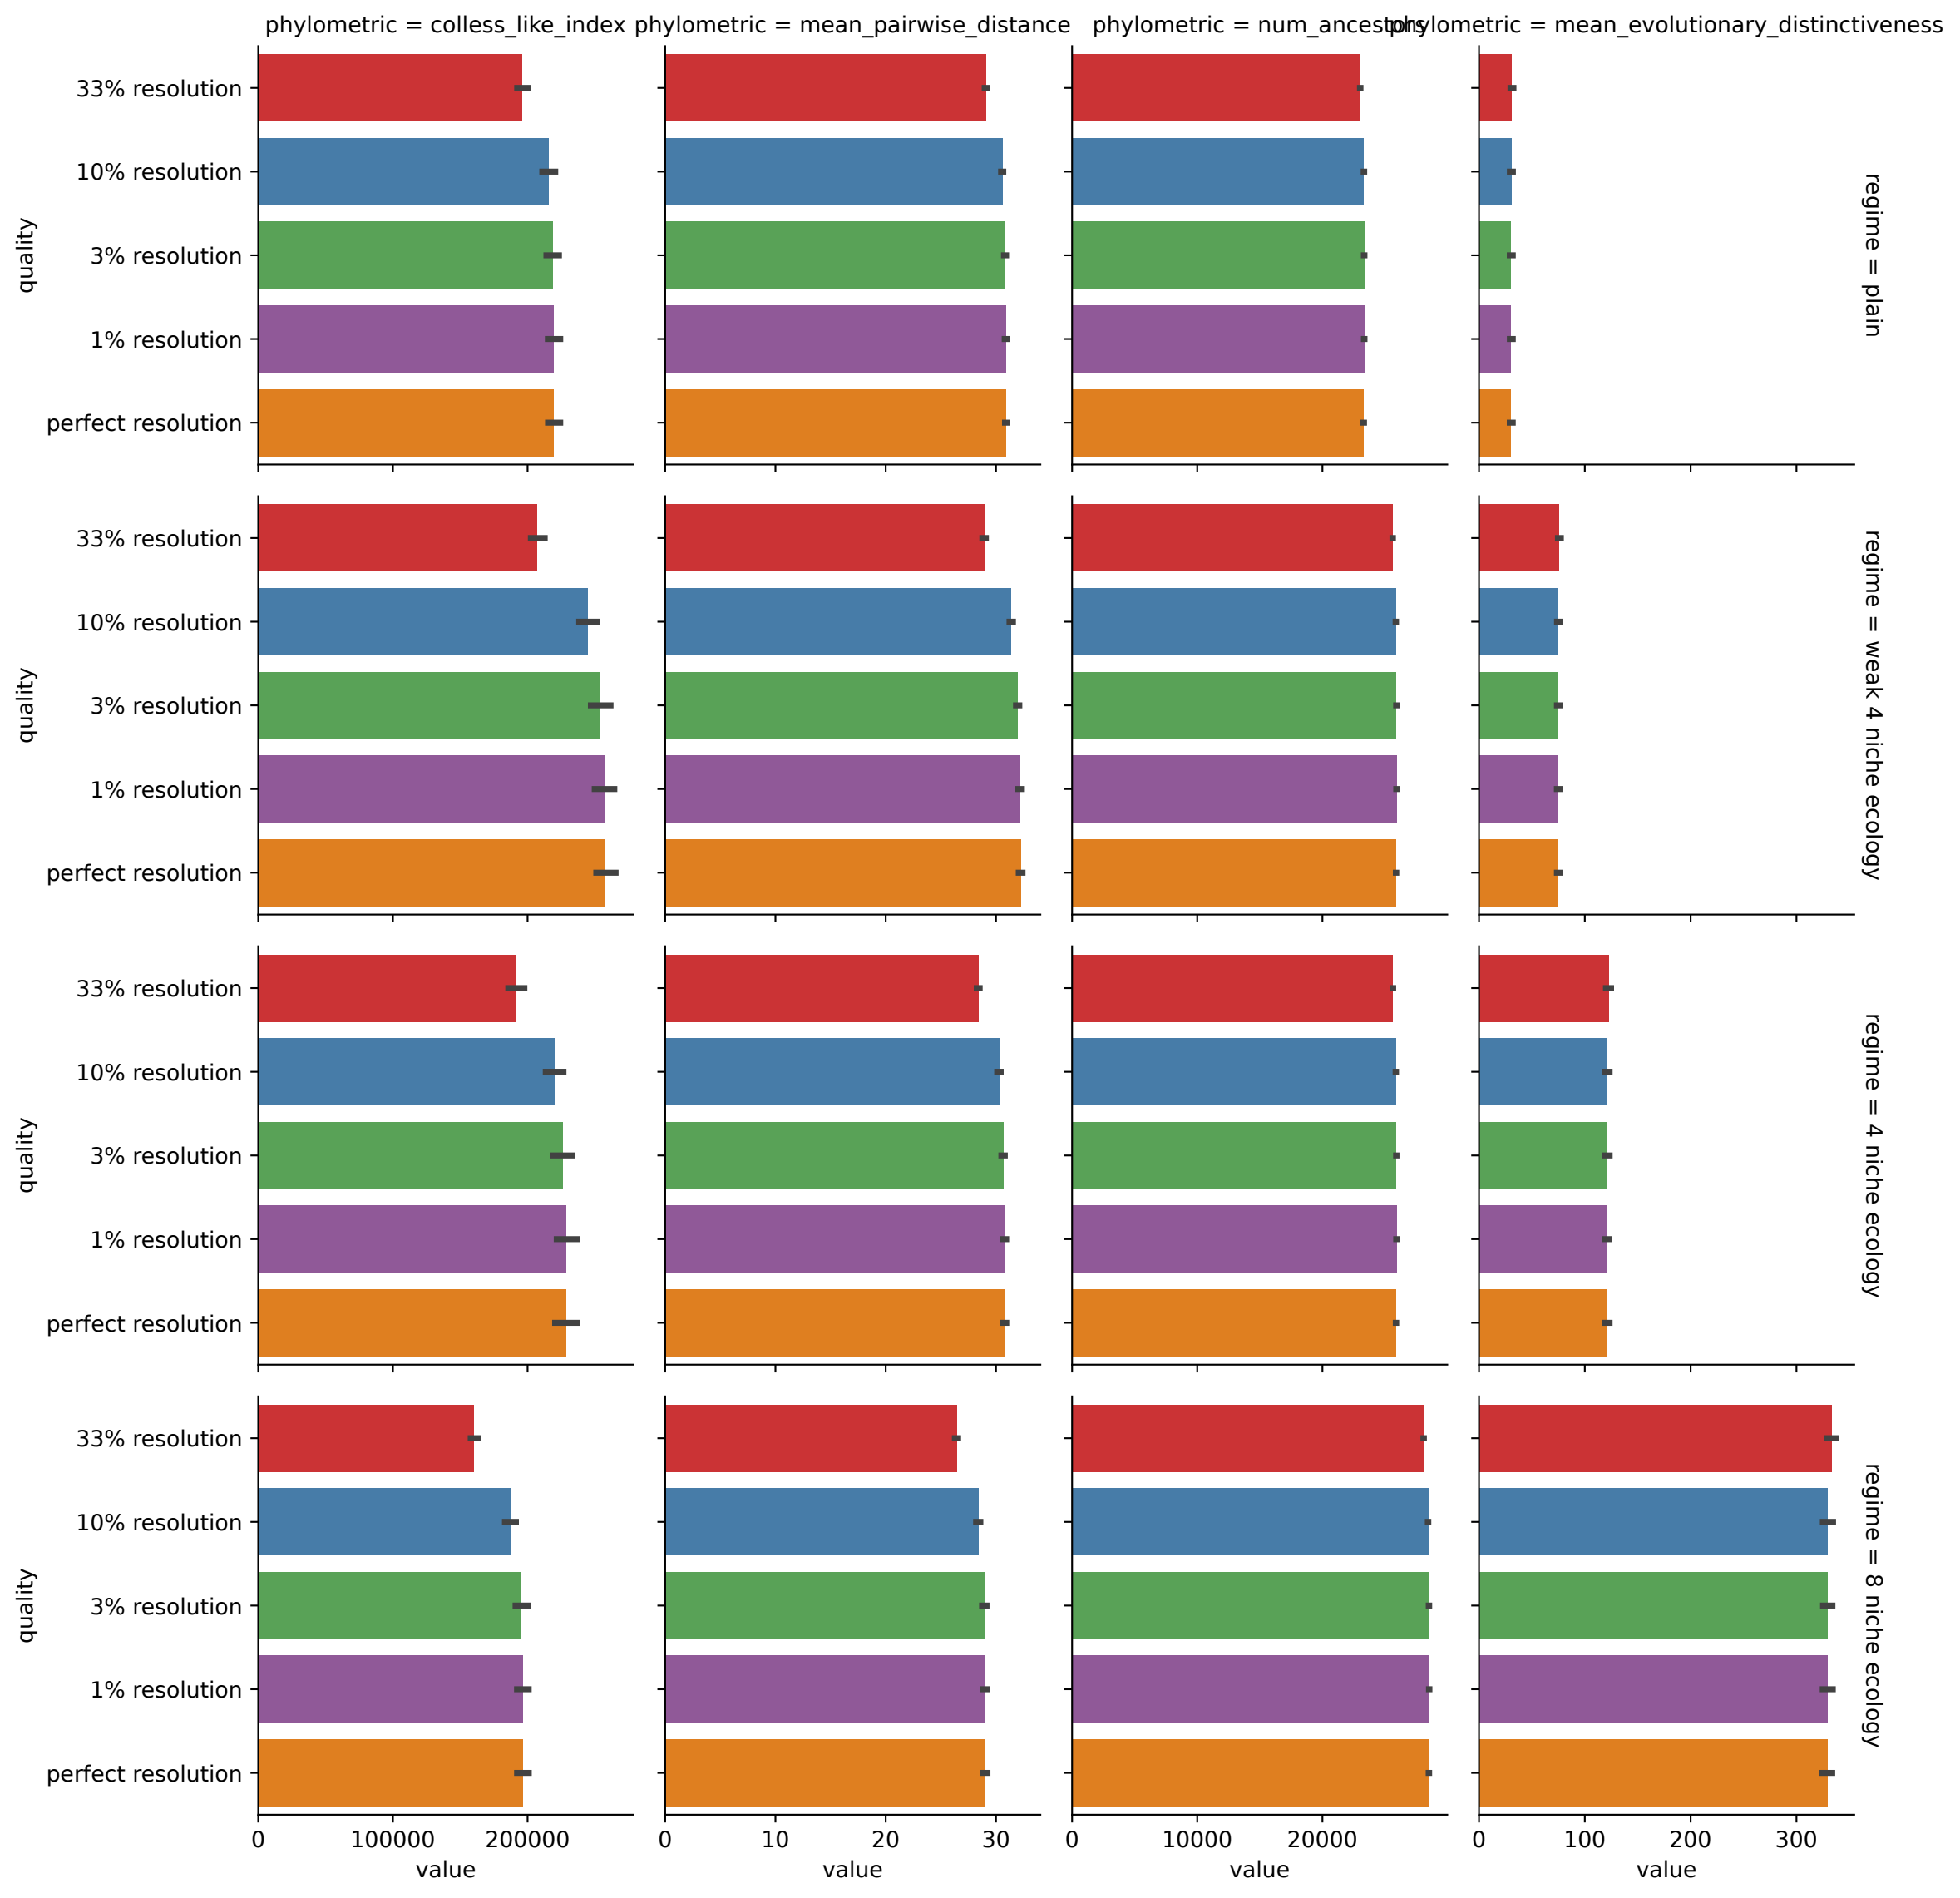 phylometric = colless_like_index phylometric = mean_pairwise_distance phylometric = num_ancestors phylometric = mean_evolutionary_distinctiveness
33% resolution
10% resolution
3% resolution
1% resolution
perfect resolution
quality
regime = plain
33% resolution
10% resolution
3% resolution
1% resolution
perfect resolution
quality
regime = weak 4 niche ecology
33% resolution
10% resolution
3% resolution
1% resolution
perfect resolution
quality
regime = 4 niche ecology
33% resolution
10% resolution
3% resolution
1% resolution
perfect resolution
quality
regime = 8 niche ecology
0 100000 200000 0 10 20 30 0 10000 20000 0 100 200 300
value value value value